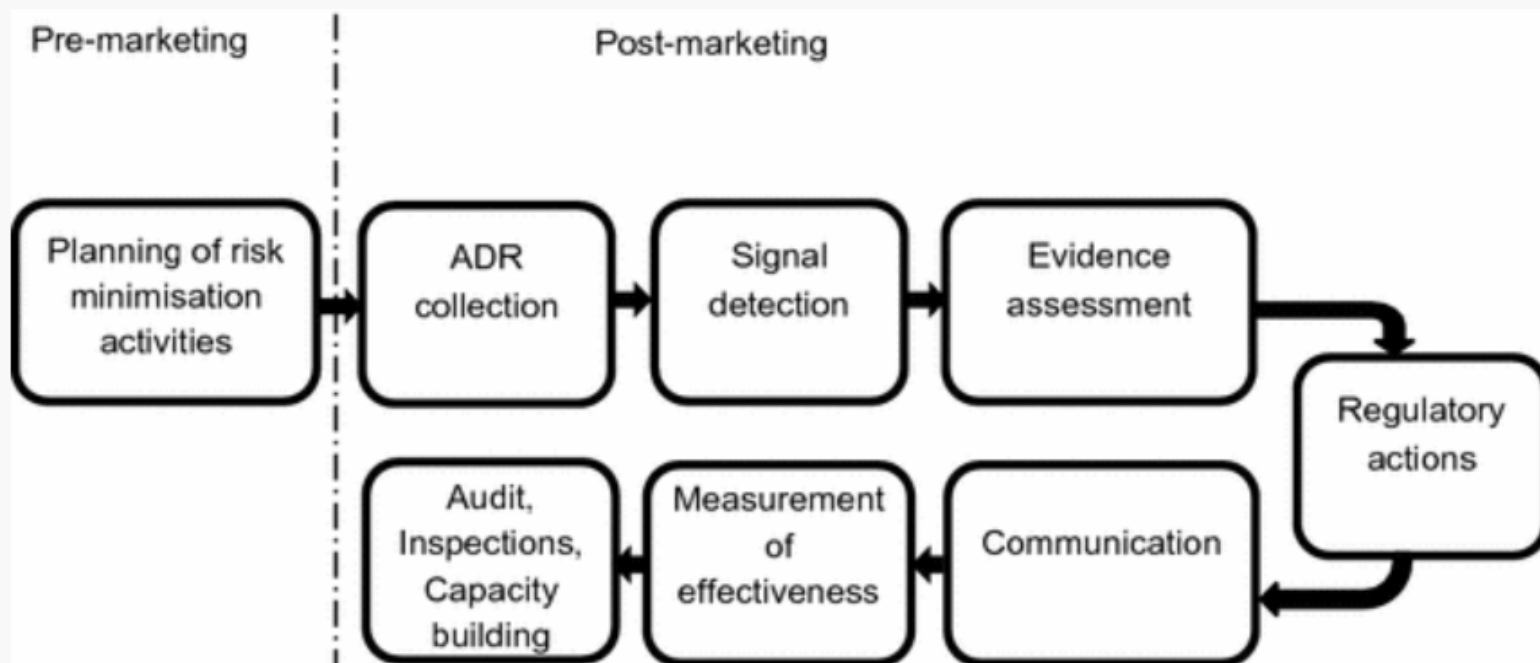 Pre-marketing
Post-marketing
Planning of risk
minimisation
activities
ADR
collection
Signal
detection
Evidence
assessment
Regulatory
actions
Communication
Measurement
of
effectiveness
Audit,
Inspections,
Capacity
building